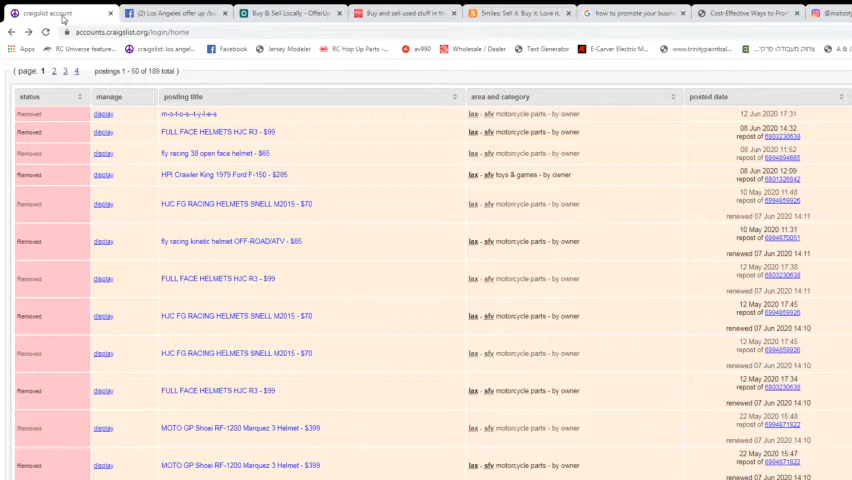 craigslist account
(2) Los Angeles offer up /bu
Buy & Sell Locally - OfferUp
Buy and sell used stuff in the
5miles: Sell it. Buy it. Love it.
how to promote your busine
Cost-Effective Ways to Prom
@motosty
accounts.craigslist.org/login/home
Apps
RC Universe feature...
craigslist: los angel...
Facebook
Jersey Modeler
RC Hop Up Parts -...
av990
Wholesale / Dealer
Text Generator
E-Carver Electric M...
www.trinitypaintbal...
A & J
( page: 1 2 3 4 postings 1 - 50 of 189 total )
status manage posting title area and category posted date
Removed display m-o-t-o-s--t-y-l-e-s lax - sfv motorcycle parts - by owner 12 Jun 2020 17:31
Removed display FULL FACE HELMETS HJC R3 - $99 lax - sfv motorcycle parts - by owner 08 Jun 2020 14:32
repost of 6803230638
Removed display fly racing 38 open face helmet - $65 lax - sfv motorcycle parts - by owner 08 Jun 2020 11:52
repost of 6994894665
Removed display HPI Crawler King 1979 Ford F-150 - $285 lax - sfv toys & games - by owner 08 Jun 2020 12:09
repost of 6801326842
Removed display HJC FG RACING HELMETS SNELL M2015 - $70 lax - sfv motorcycle parts - by owner 10 May 2020 11:48
repost of 6994859926
renewed 07 Jun 2020 14:11
Removed display fly racing kinetic helmet OFF-ROAD/ATV - $85 lax - sfv motorcycle parts - by owner 10 May 2020 11:31
repost of 6994870051
renewed 07 Jun 2020 14:11
Removed display FULL FACE HELMETS HJC R3 - $99 lax - sfv motorcycle parts - by owner 12 May 2020 17:38
repost of 6803230638
renewed 07 Jun 2020 14:11
Removed display HJC FG RACING HELMETS SNELL M2015 - $70 lax - sfv motorcycle parts - by owner 12 May 2020 17:45
repost of 6994859926
renewed 07 Jun 2020 14:10
Removed display HJC FG RACING HELMETS SNELL M2015 - $70 lax - sfv motorcycle parts - by owner 12 May 2020 17:45
repost of 6994859926
renewed 07 Jun 2020 14:10
Removed display FULL FACE HELMETS HJC R3 - $99 lax - sfv motorcycle parts - by owner 12 May 2020 17:34
repost of 6803230638
renewed 07 Jun 2020 14:10
Removed display MOTO GP Shoei RF-1200 Marquez 3 Helmet - $399 lax - sfv motorcycle parts - by owner 22 May 2020 15:48
repost of 6994871822
renewed 07 Jun 2020 14:10
Removed display MOTO GP Shoei RF-1200 Marquez 3 Helmet - $399 lax - sfv motorcycle parts - by owner 22 May 2020 15:47
repost of 6994871822
renewed 07 Jun 2020 14:10